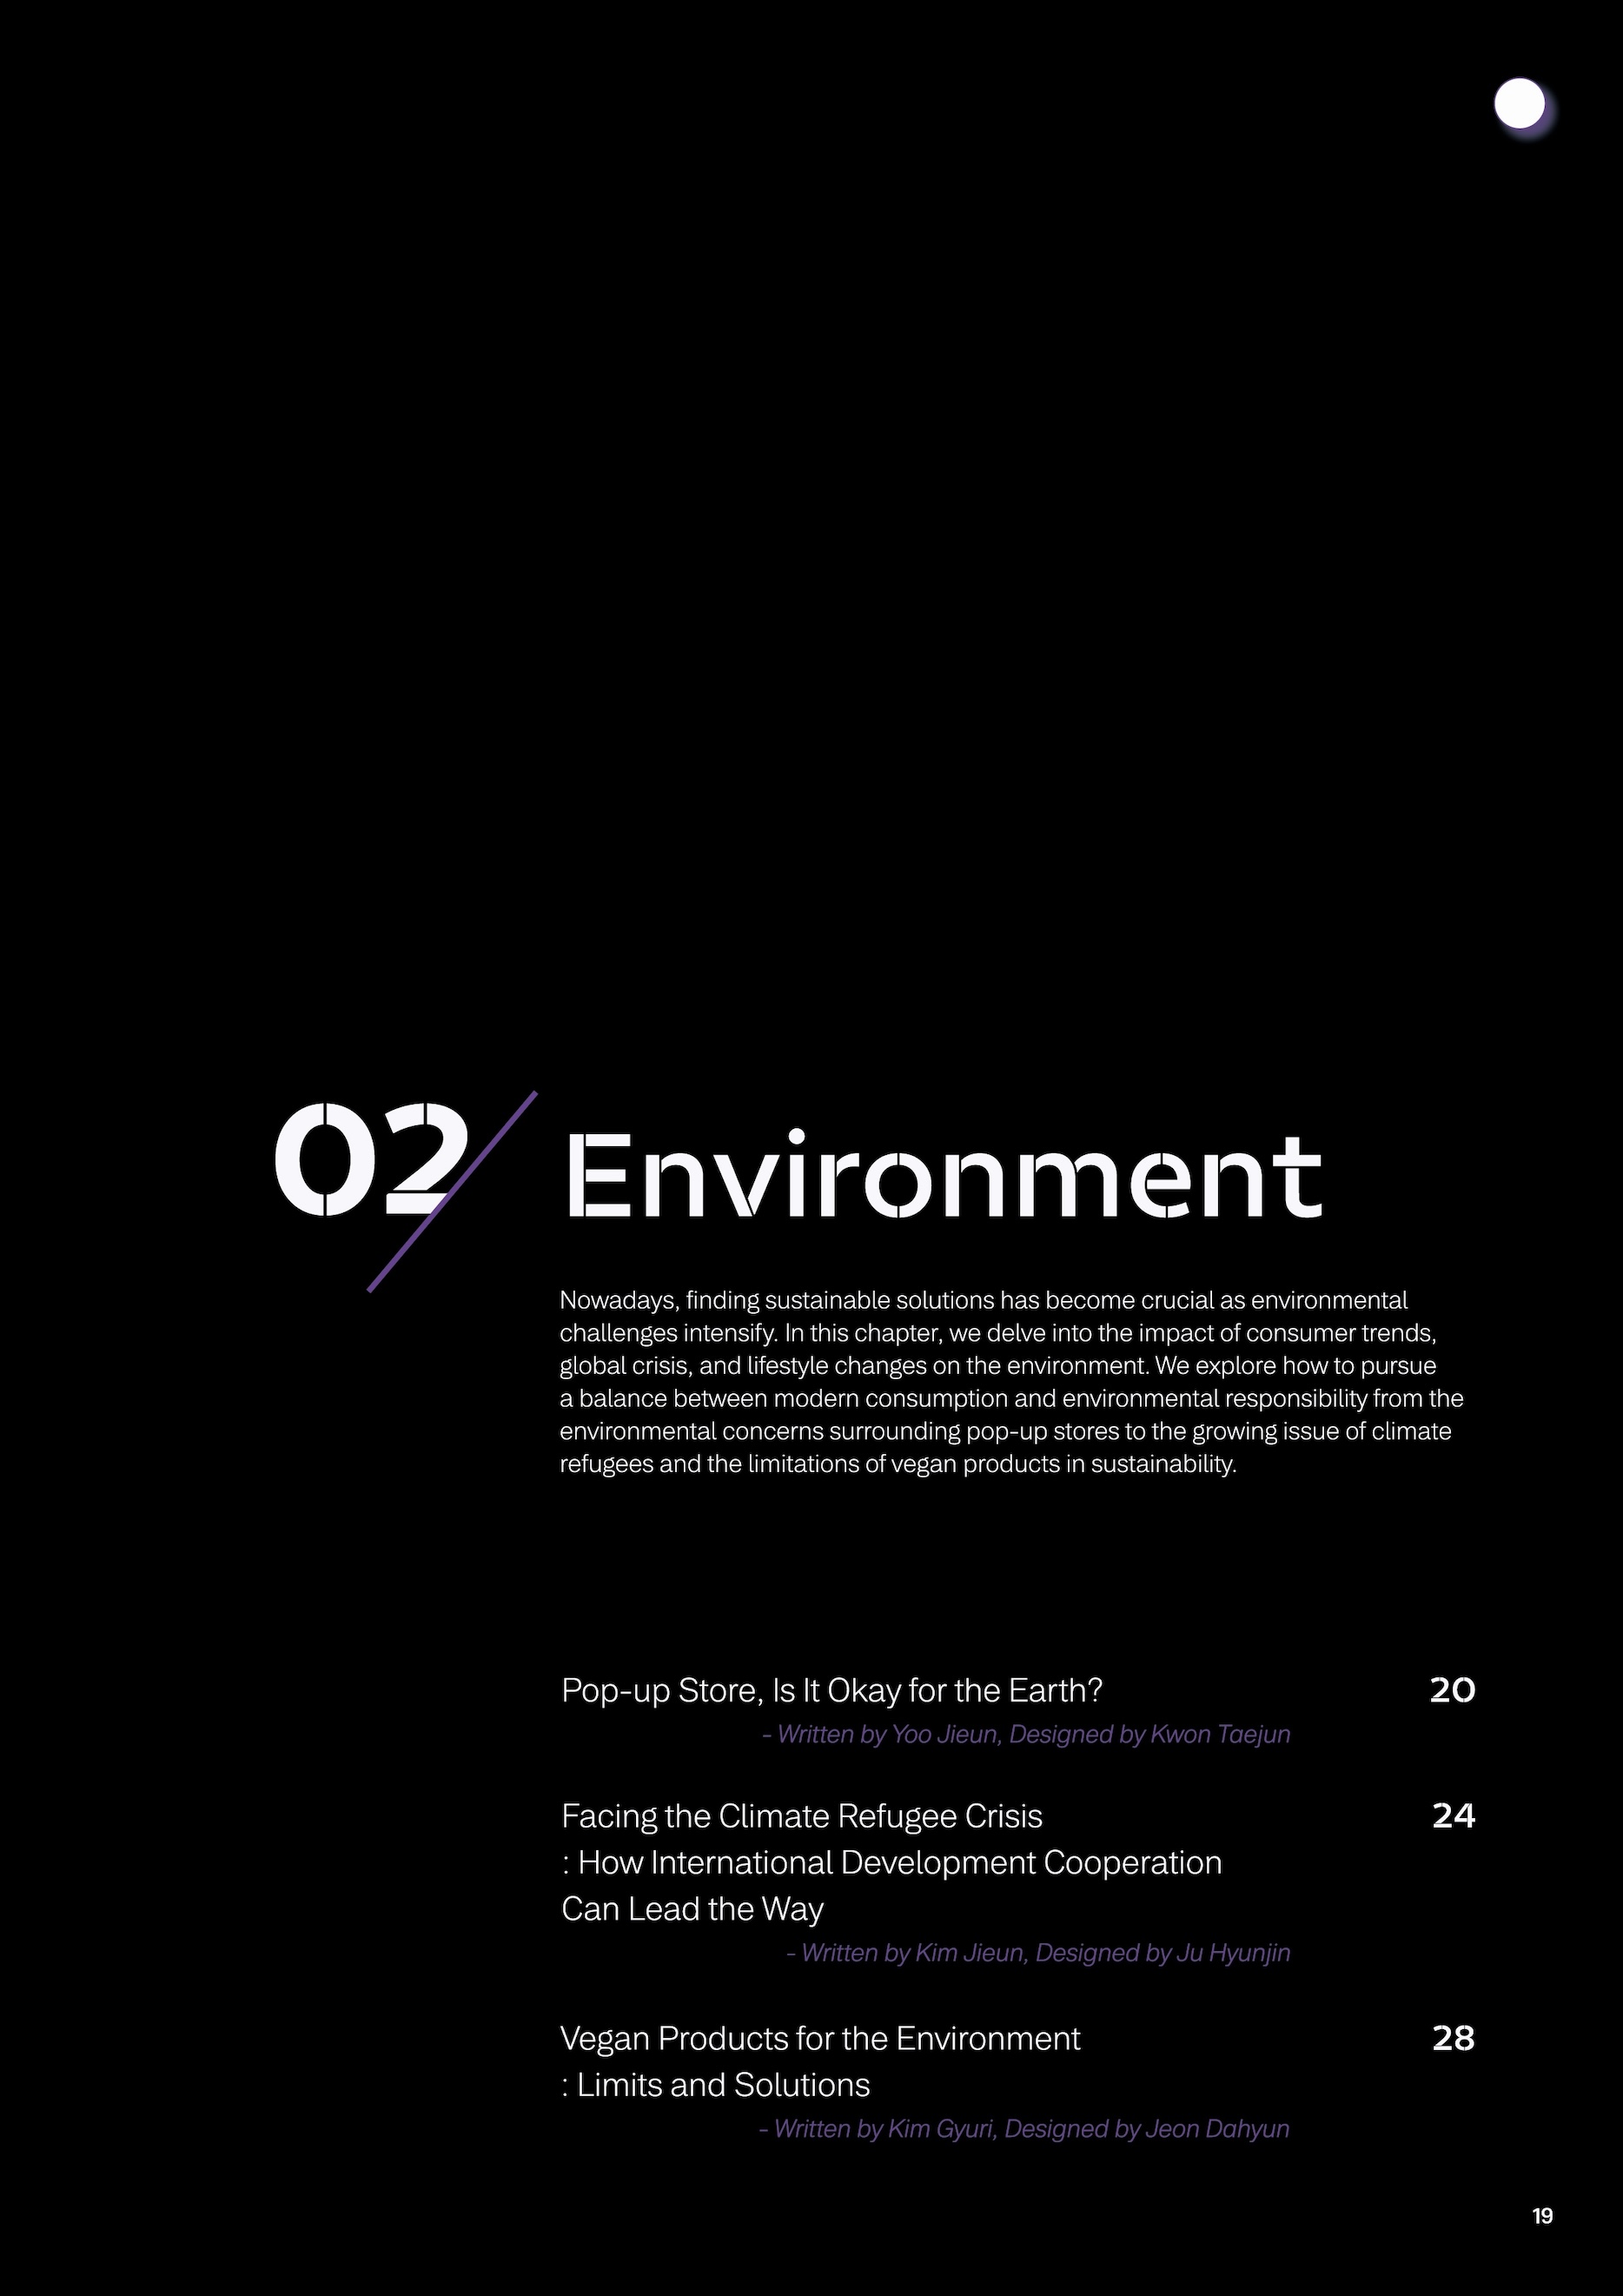 02 Environment
Nowadays, finding sustainable solutions has become crucial as environmental
challenges intensify. In this chapter, we delve into the impact of consumer trends,
global crisis, and lifestyle changes on the environment. We explore how to pursue
a balance between modern consumption and environmental responsibility from the
environmental concerns surrounding pop-up stores to the growing issue of climate
refugees and the limitations of vegan products in sustainability.
Pop-up Store, Is It Okay for the Earth? 20
- Written by Yoo Jieun, Designed by Kwon Taejun
Facing the Climate Refugee Crisis 24
: How International Development Cooperation
Can Lead the Way
- Written by Kim Jieun, Designed by Ju Hyunjin
Vegan Products for the Environment 28
: Limits and Solutions
- Written by Kim Gyuri, Designed by Jeon Dahyun
19